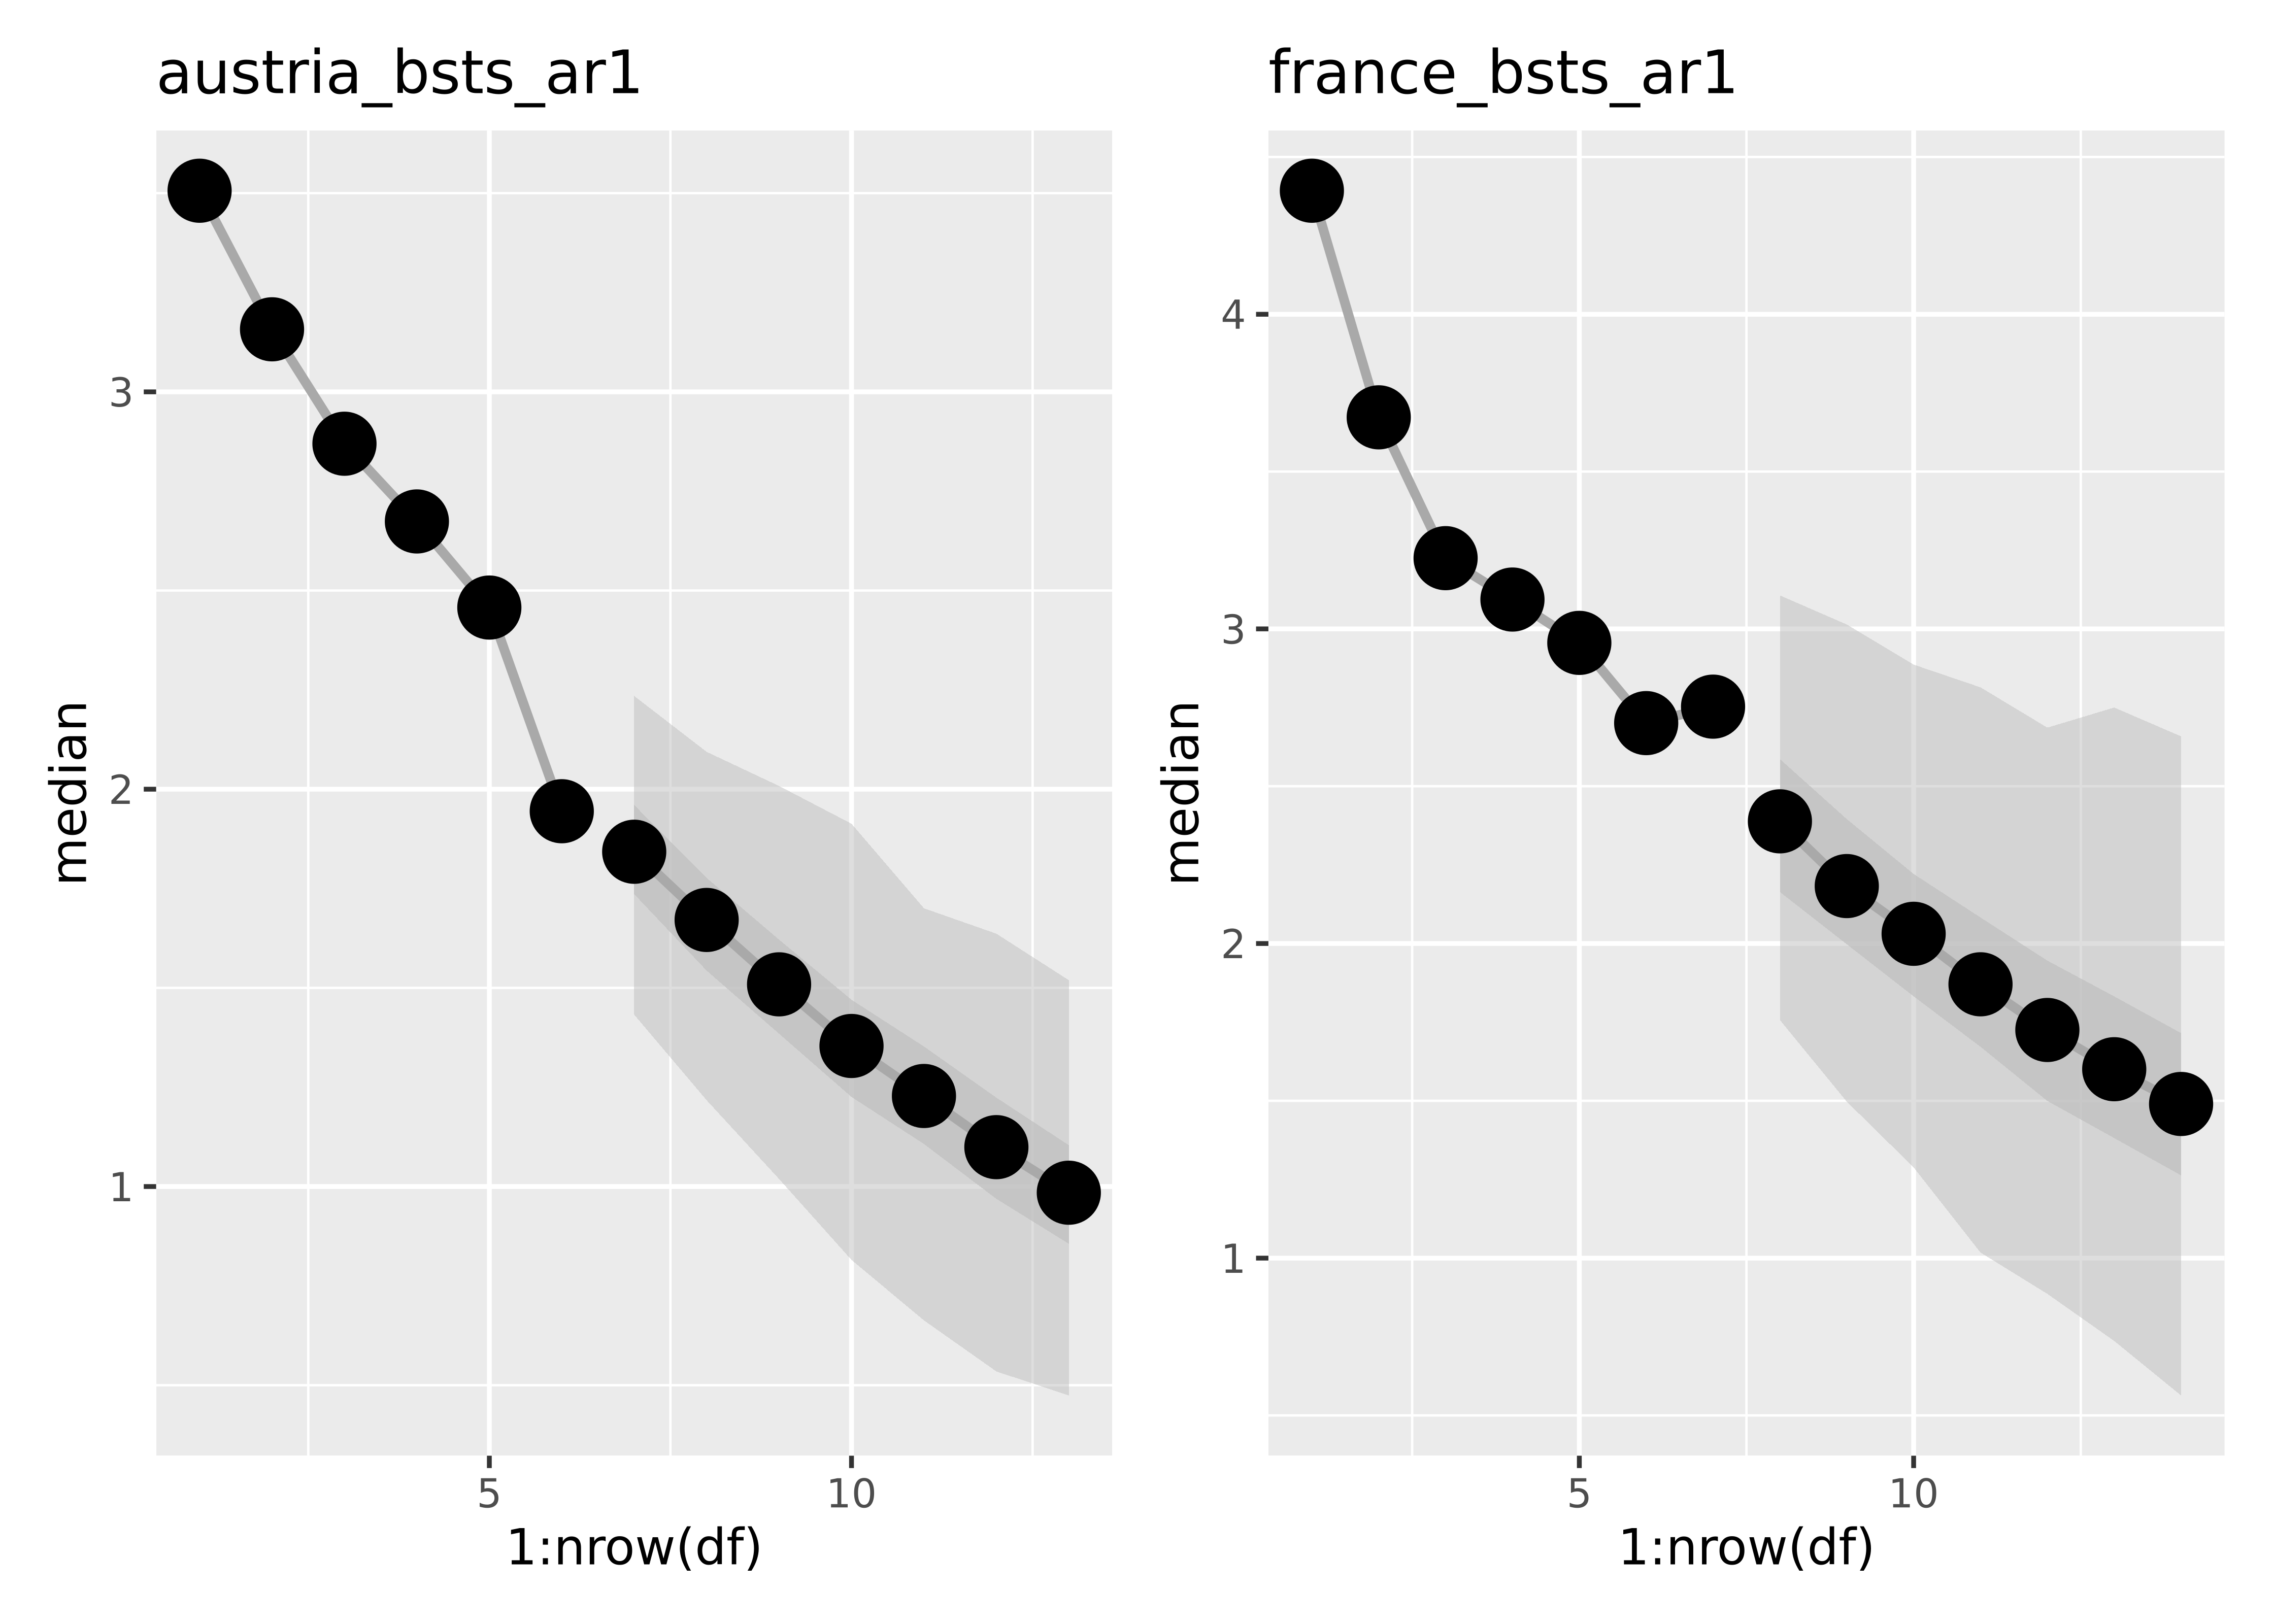 austria_bsts_ar1
median
3
2
1
5 10
1:nrow(df)
france_bsts_ar1
median
4
3
2
1
5 10
1:nrow(df)